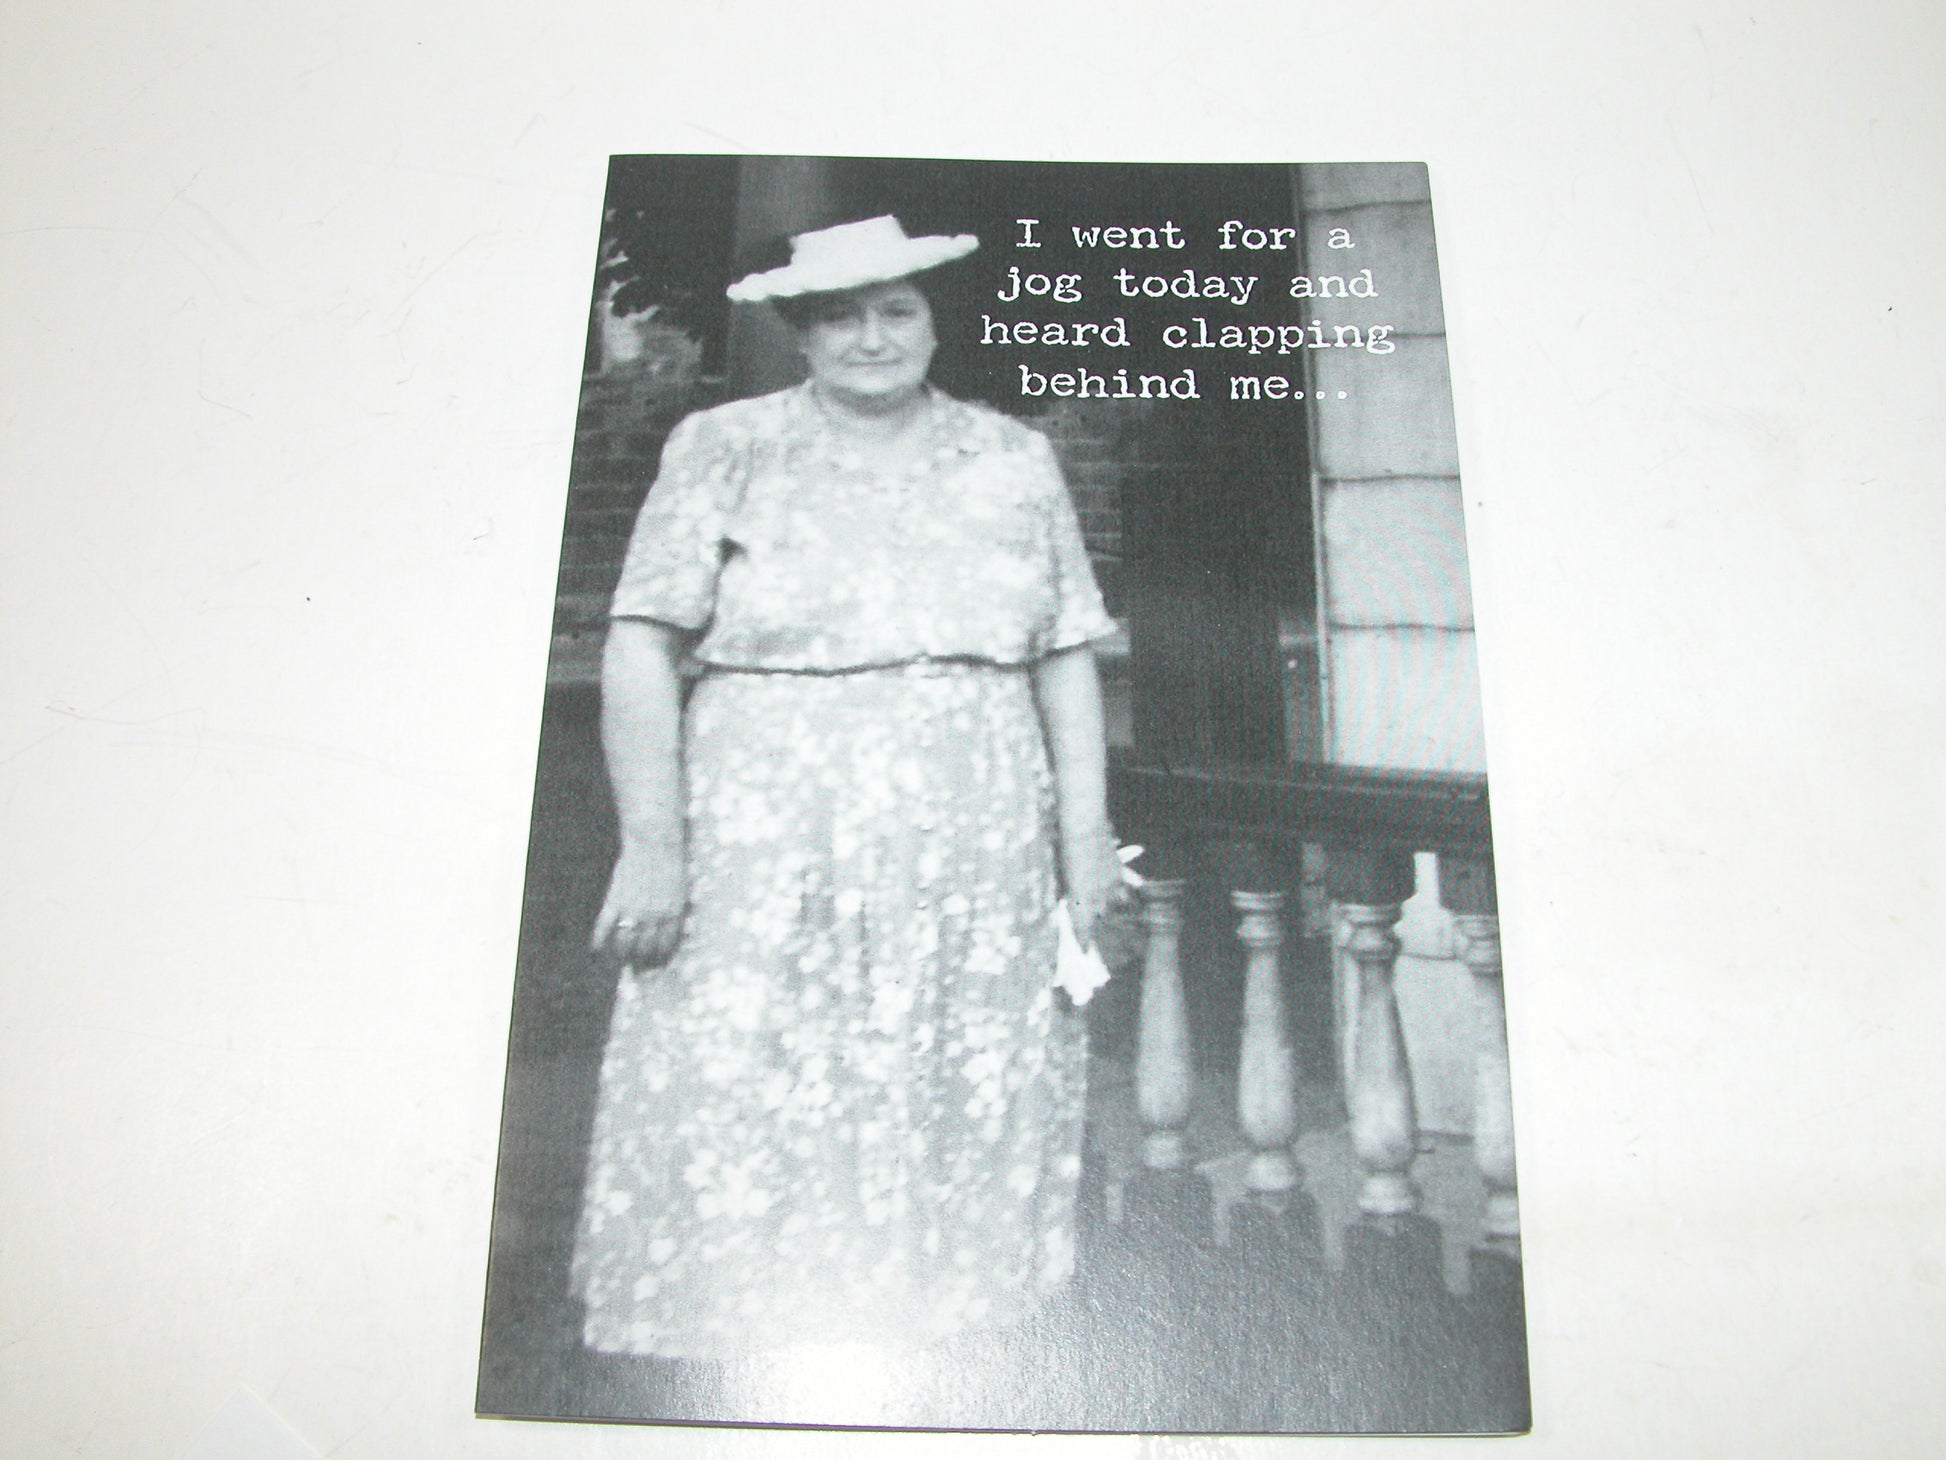 I went for a
jog today and
heard clapping
behind me...